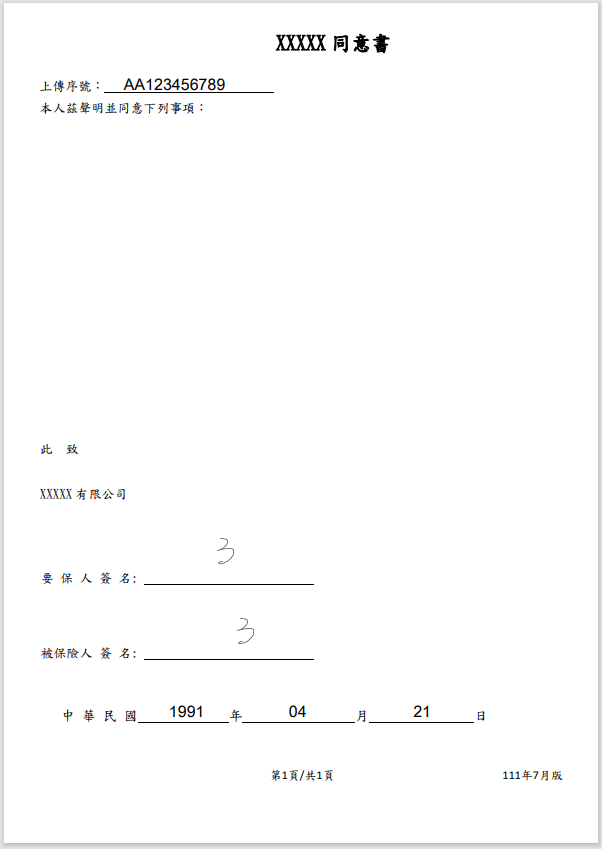 XXXXX 同意書
上傳序號：AA123456789
本人茲聲明並同意下列事項：
此 致
XXXXX 有限公司
3
要 保 人 簽 名:
3
被保險人 簽 名:
中 華 民 國 1991 年 04 月 21 日
第1頁/共1頁 111年7月版